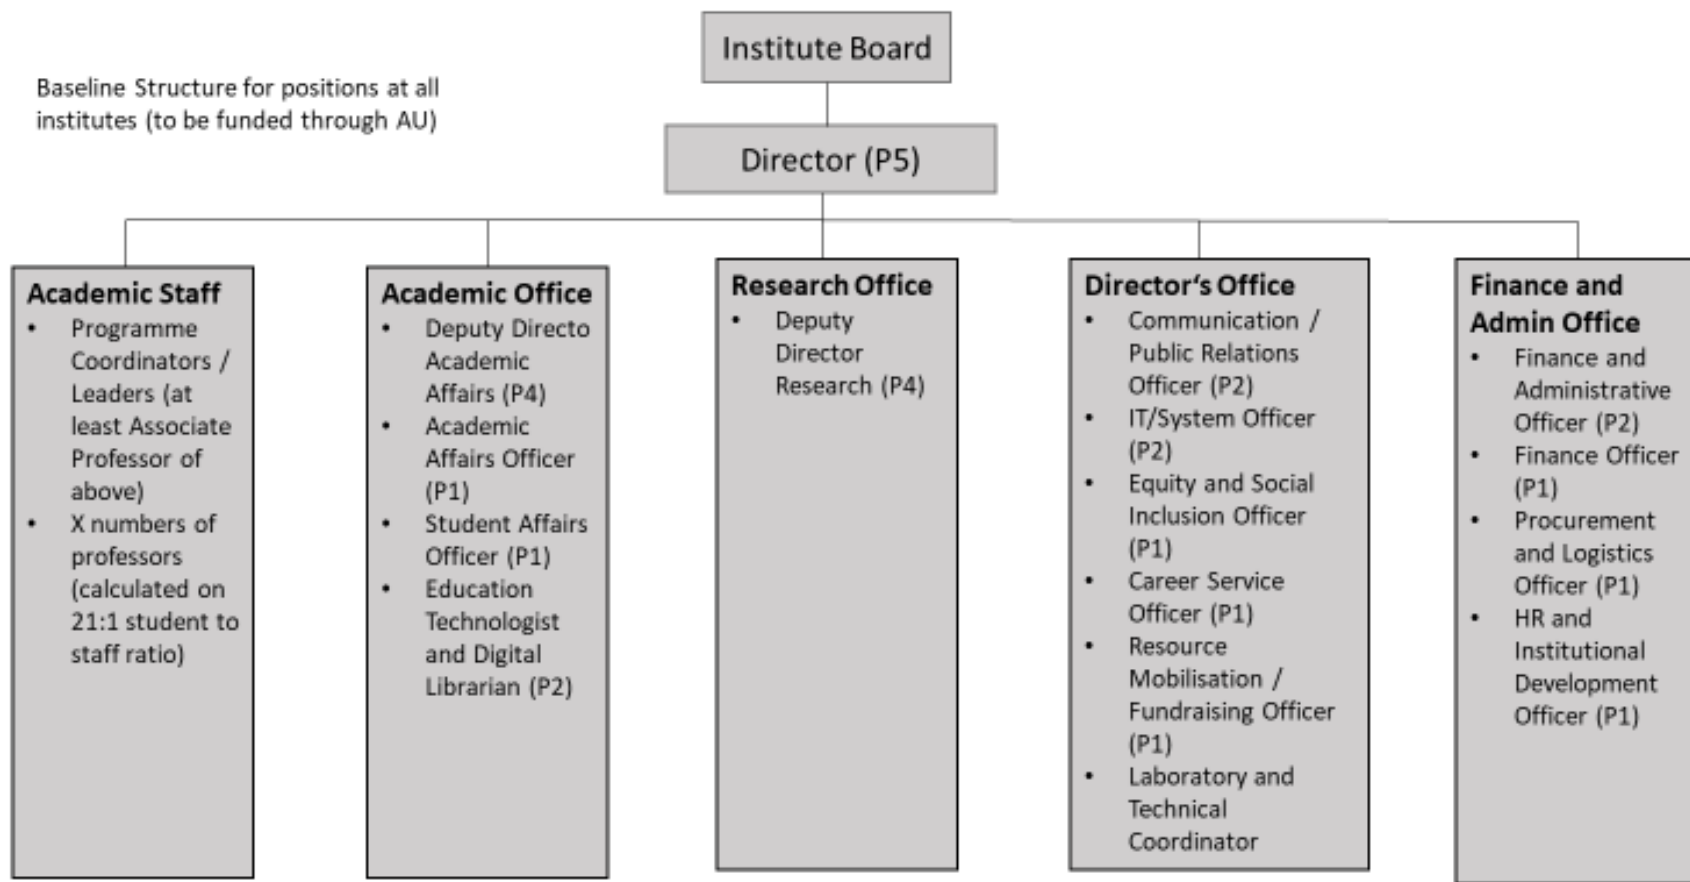 Institute Board
Baseline Structure for positions at all
institutes (to be funded through AU)
Director (P5)
Academic Staff
• Programme
Coordinators /
Leaders (at
least Associate
Professor of
above)
• X numbers of
professors
(calculated on
21:1 student to
staff ratio)
Academic Office
• Deputy Directo
Academic
Affairs (P4)
• Academic
Affairs Officer
(P1)
• Student Affairs
Officer (P1)
• Education
Technologist
and Digital
Librarian (P2)
Research Office
• Deputy
Director
Research (P4)
Director‘s Office
• Communication /
Public Relations
Officer (P2)
• IT/System Officer
(P2)
• Equity and Social
Inclusion Officer
(P1)
• Career Service
Officer (P1)
• Resource
Mobilisation /
Fundraising Officer
(P1)
• Laboratory and
Technical
Coordinator
Finance and
Admin Office
• Finance and
Administrative
Officer (P2)
• Finance Officer
(P1)
• Procurement
and Logistics
Officer (P1)
• HR and
Institutional
Development
Officer (P1)